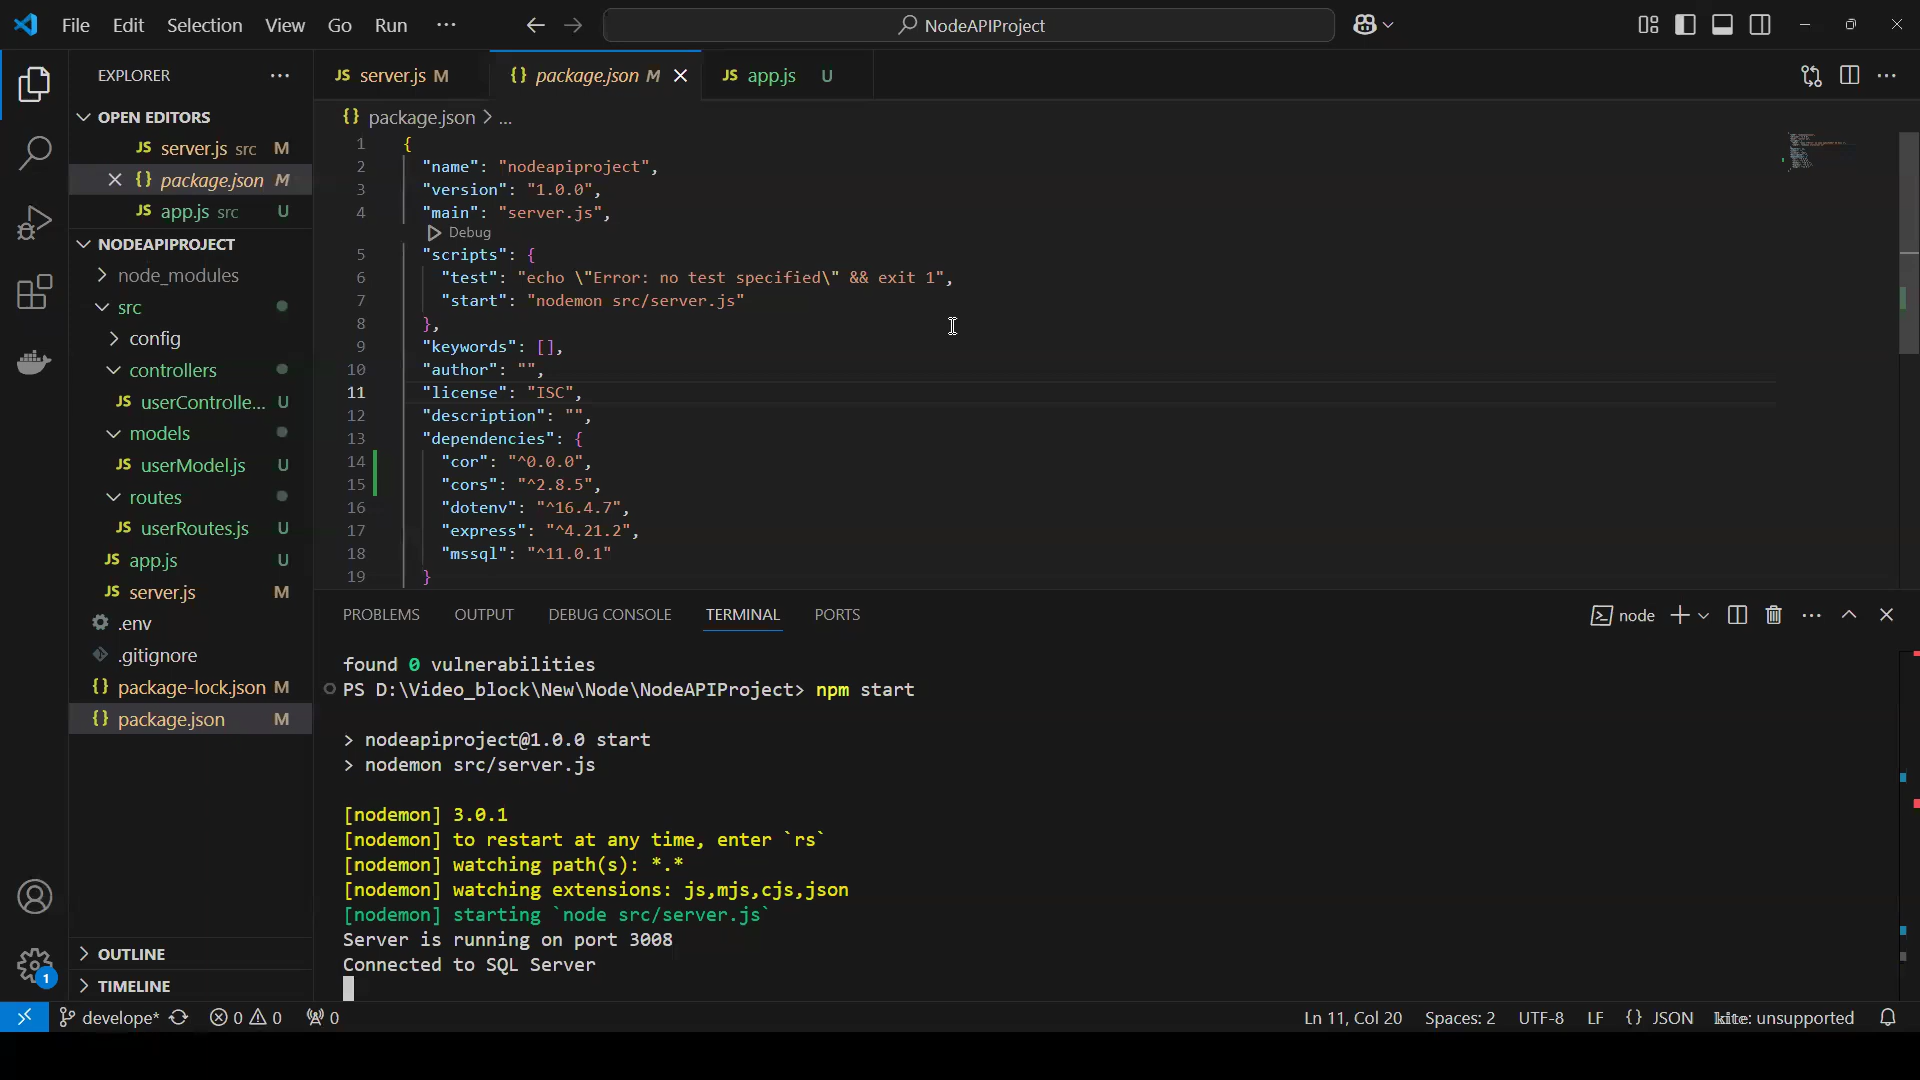 File Edit Selection View Go Run ···
NodeAPIProject
EXPLORER
OPEN EDITORS
JS server.js src M
{} package.json M
JS app.js src U
NODEAPIPROJECT
node_modules
src
config
controllers
JS userControlle... U
models
JS userModel.js U
routes
JS userRoutes.js U
JS app.js U
JS server.js M
.env
.gitignore
{} package-lock.json M
{} package.json M
OUTLINE
TIMELINE
1
JS server.js M {} package.json M JS app.js U
{} package.json > ...
1 {
2 "name": "nodeapiproject",
3 "version": "1.0.0",
4 "main": "server.js",
Debug
5 "scripts": {
6 "test": "echo \"Error: no test specified\" && exit 1",
7 "start": "nodemon src/server.js"
8 },
9 "keywords": [],
10 "author": "",
11 "license": "ISC",
12 "description": "",
13 "dependencies": {
14 "cor": "^0.0.0",
15 "cors": "^2.8.5",
16 "dotenv": "^16.4.7",
17 "express": "^4.21.2",
18 "mssql": "^11.0.1"
19 }
PROBLEMS OUTPUT DEBUG CONSOLE TERMINAL PORTS
node
found 0 vulnerabilities
PS D:\Video_block\New\Node\NodeAPIProject> npm start
> nodeapiproject@1.0.0 start
> nodemon src/server.js
[nodemon] 3.0.1
[nodemon] to restart at any time, enter `rs`
[nodemon] watching path(s): *.*
[nodemon] watching extensions: js,mjs,cjs,json
[nodemon] starting `node src/server.js`
Server is running on port 3008
Connected to SQL Server
develope* 0 0 0
Ln 11, Col 20 Spaces: 2 UTF-8 LF {} JSON kite: unsupported